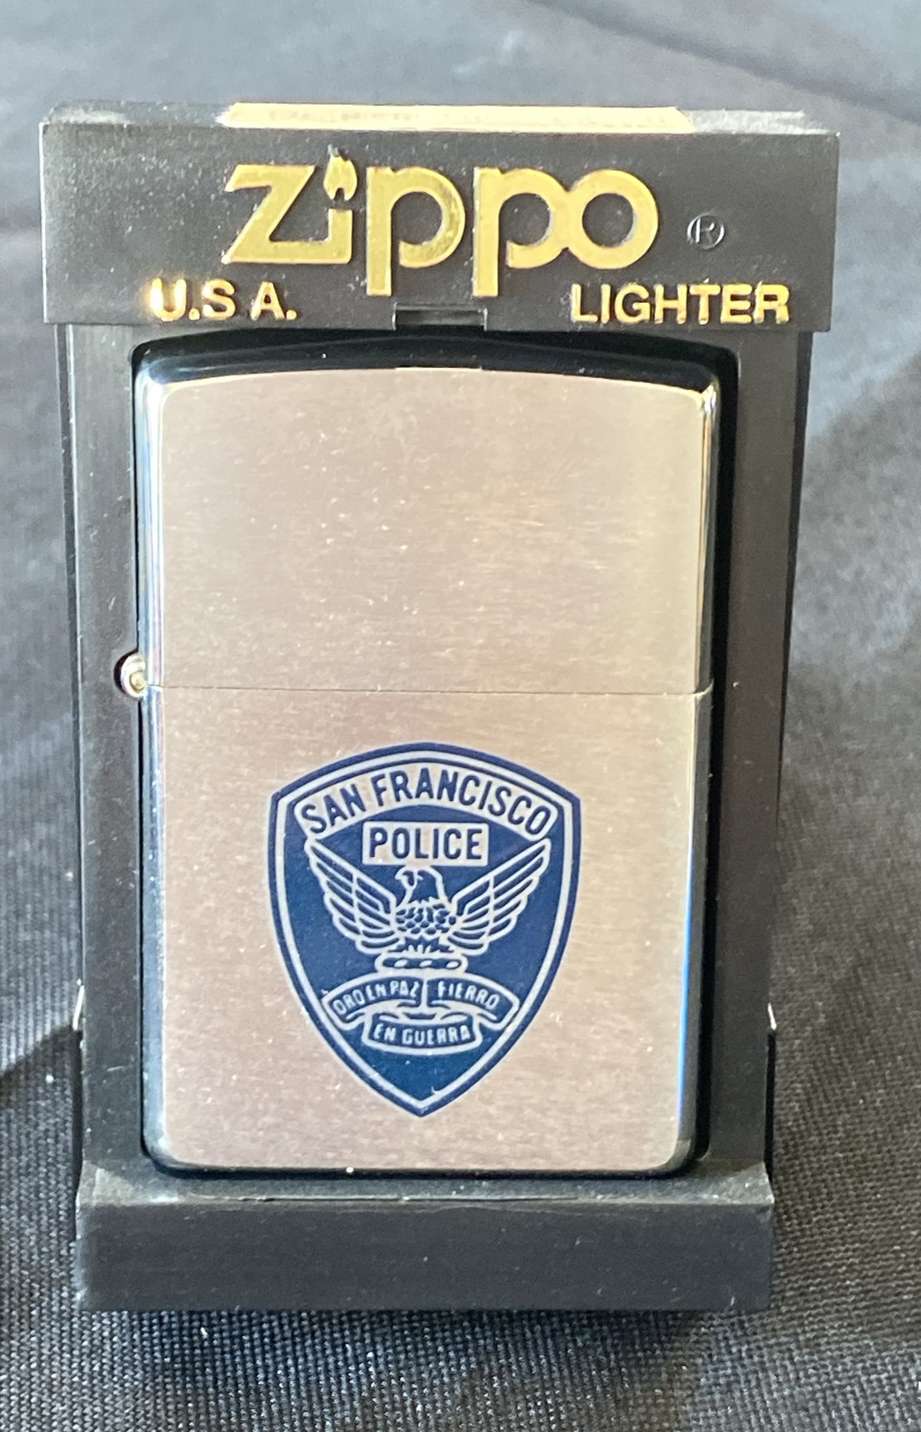 Zippo ®
U.S.A. LIGHTER
SAN FRANCISCO
POLICE
ORO EN PAZ FIERRO
EN GUERRA